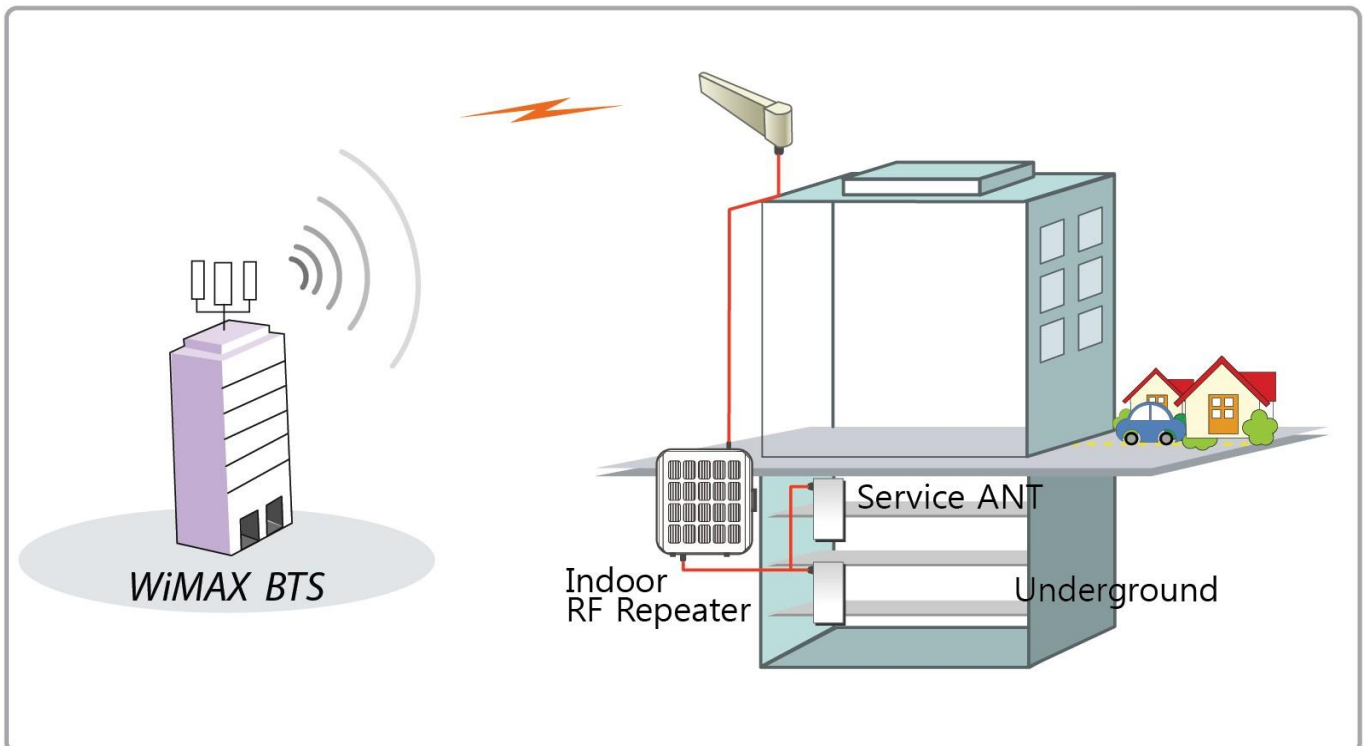 Service ANT
Indoor
RF Repeater
Underground
WiMAX BTS